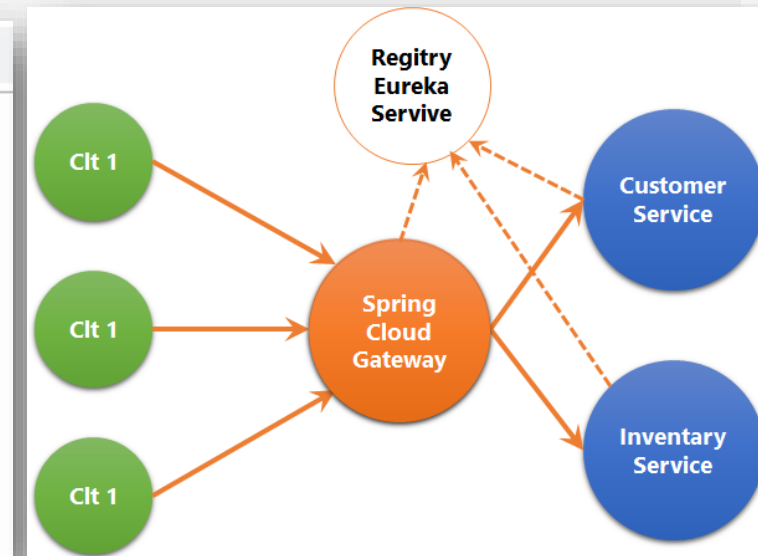 Regitry
Eureka
Servive
Clt 1
Customer
Service
Clt 1
Spring
Cloud
Gateway
Clt 1
Inventary
Service